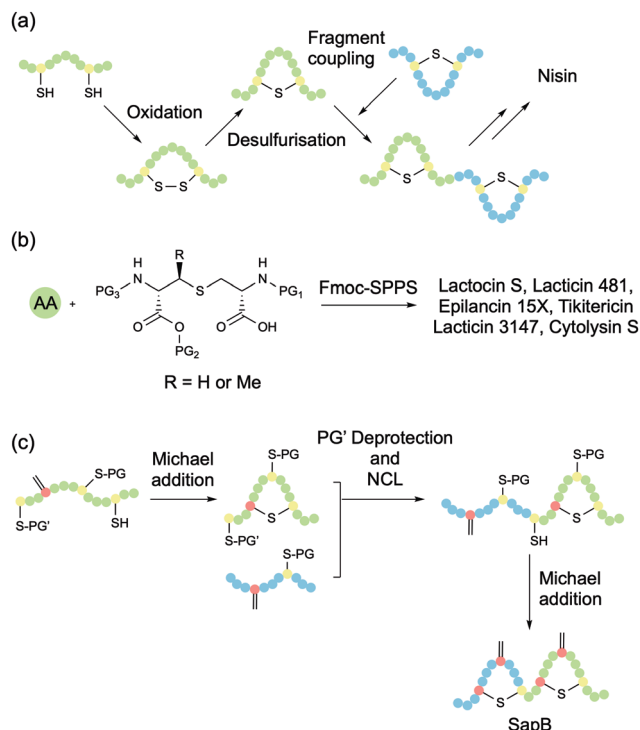 (a)
Fragment
coupling
SH SH
Oxidation
S
S
Nisin
Desulfurisation
S–S
S
S
(b)
R
H
N
PG3
S
H
N
PG1
AA
+
O
O
PG2
O
OH
Fmoc-SPPS
Lactocin S, Lacticin 481,
Epilancin 15X, Tikitericin
Lacticin 3147, Cytolysin S
R = H or Me
(c)
PG' Deprotection
and
NCL
Michael
addition
S-PG
S-PG'
SH
S-PG
S
S-PG'
S-PG
S-PG
S-PG
SH
S
Michael
addition
S
S
SapB